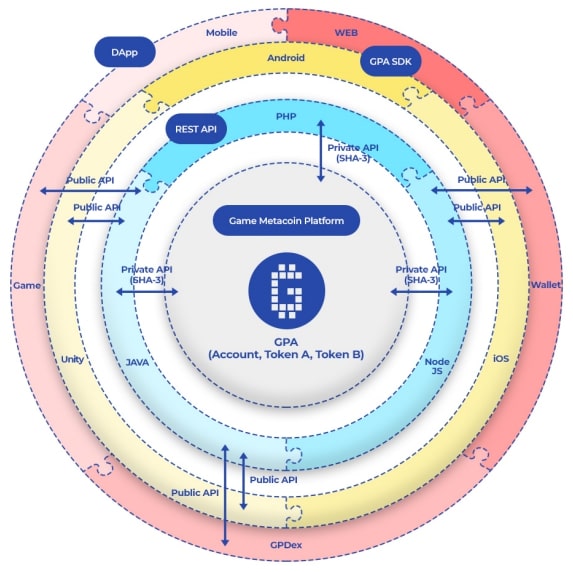 Mobile
WEB
DApp
Android
GPA SDK
PHP
REST API
Private API
(SHA-3)
Public API
Public API
Public API
Public API
Game Metacoin Platform
Private API
(SHA-3)
Private API
(SHA-3)
Game
Wallet
GPA
(Account, Token A, Token B)
Unity
JAVA
Node
JS
iOS
Public API
Public API
GPDex